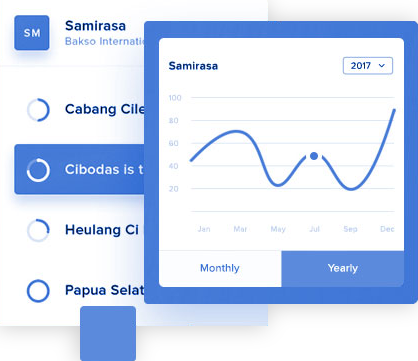 SM
Samirasa
Bakso Internati
Cabang Cile
Cibodas is t
Heulang Ci
Papua Selat
Samirasa
2017
100
80
60
40
20
Jan Mar May Jul Sep Dec
Monthly Yearly